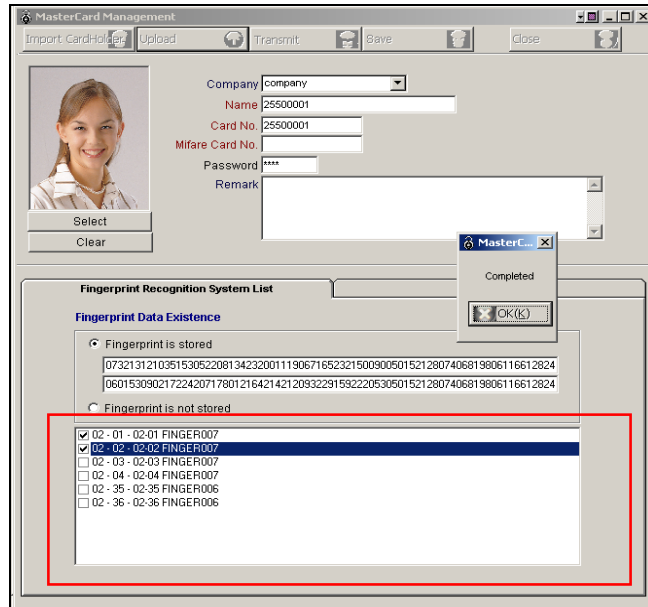 MasterCard Management
Import CardHolder Upload Transmit Save Close
Company company
Name 25500001
Card No. 25500001
Mifare Card No.
Password ****
Remark
Select
Clear
MasterC...
Completed
OK(K)
Fingerprint Recognition System List
Fingerprint Data Existence
Fingerprint is stored
07321312103515305220813423200111906716523215009005015212807406819806116612824
06015309021722420717801216421421209322915922205305015212807406819806116612824
Fingerprint is not stored
02 - 01 - 02-01 FINGER007
02 - 02 - 02-02 FINGER007
02 - 03 - 02-03 FINGER007
02 - 04 - 02-04 FINGER007
02 - 35 - 02-35 FINGER006
02 - 36 - 02-36 FINGER006